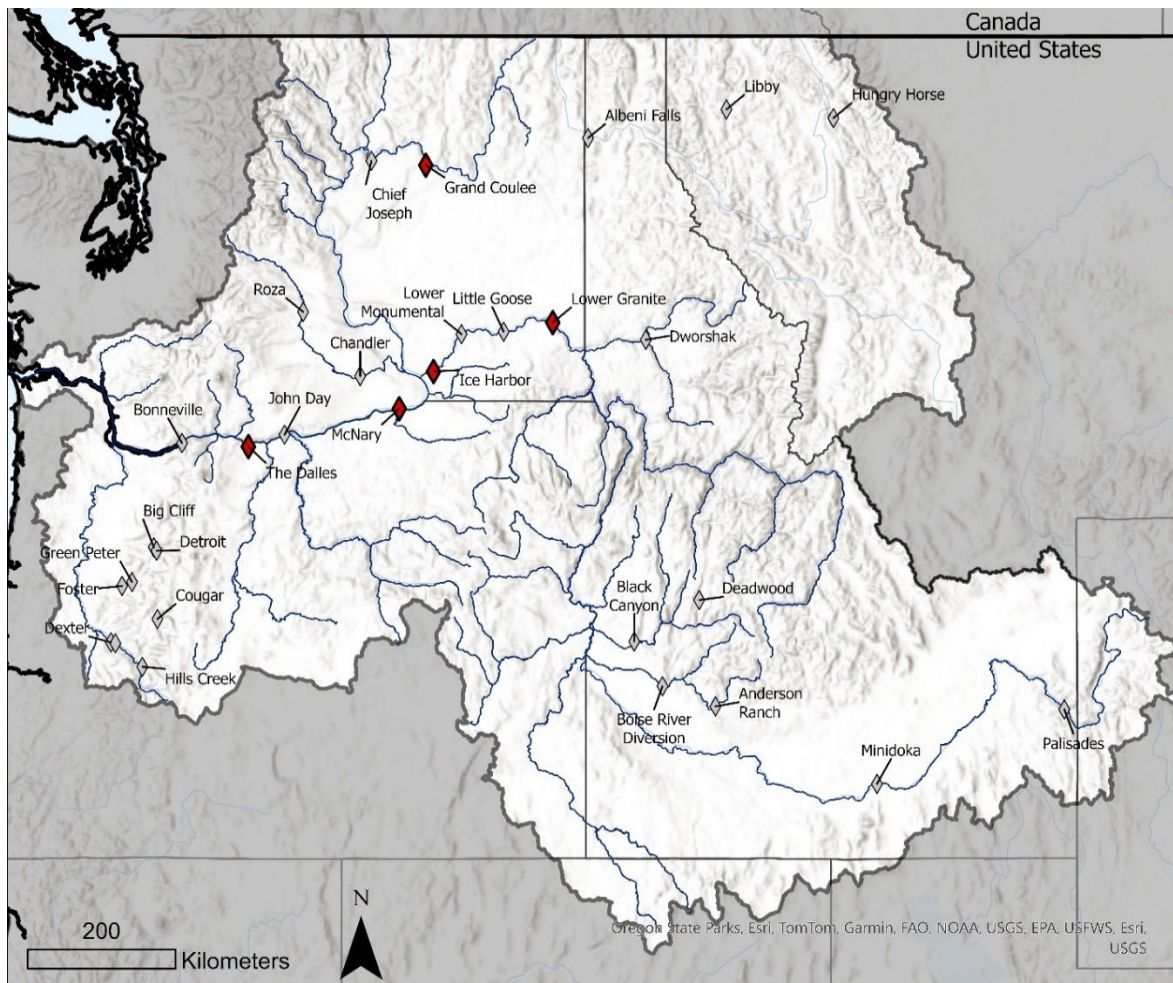 Canada
United States
Libby
Hungry Horse
Albeni Falls
Grand Coulee
Chief
Joseph
Roza
Lower
Monumental
Little Goose
Lower Granite
Chandler
Dworshak
Ice Harbor
John Day
Bonneville
McNary
The Dalles
Big Cliff
Detroit
Green Peter
Foster
Cougar
Dexter
Hills Creek
Black
Canyon
Deadwood
Boise River
Diversion
Anderson
Ranch
Minidoka
Palisades
200
Kilometers
N
Oregon State Parks, Esri, TomTom, Garmin, FAO, NOAA, USGS, EPA, USFWS, Esri,
USGS